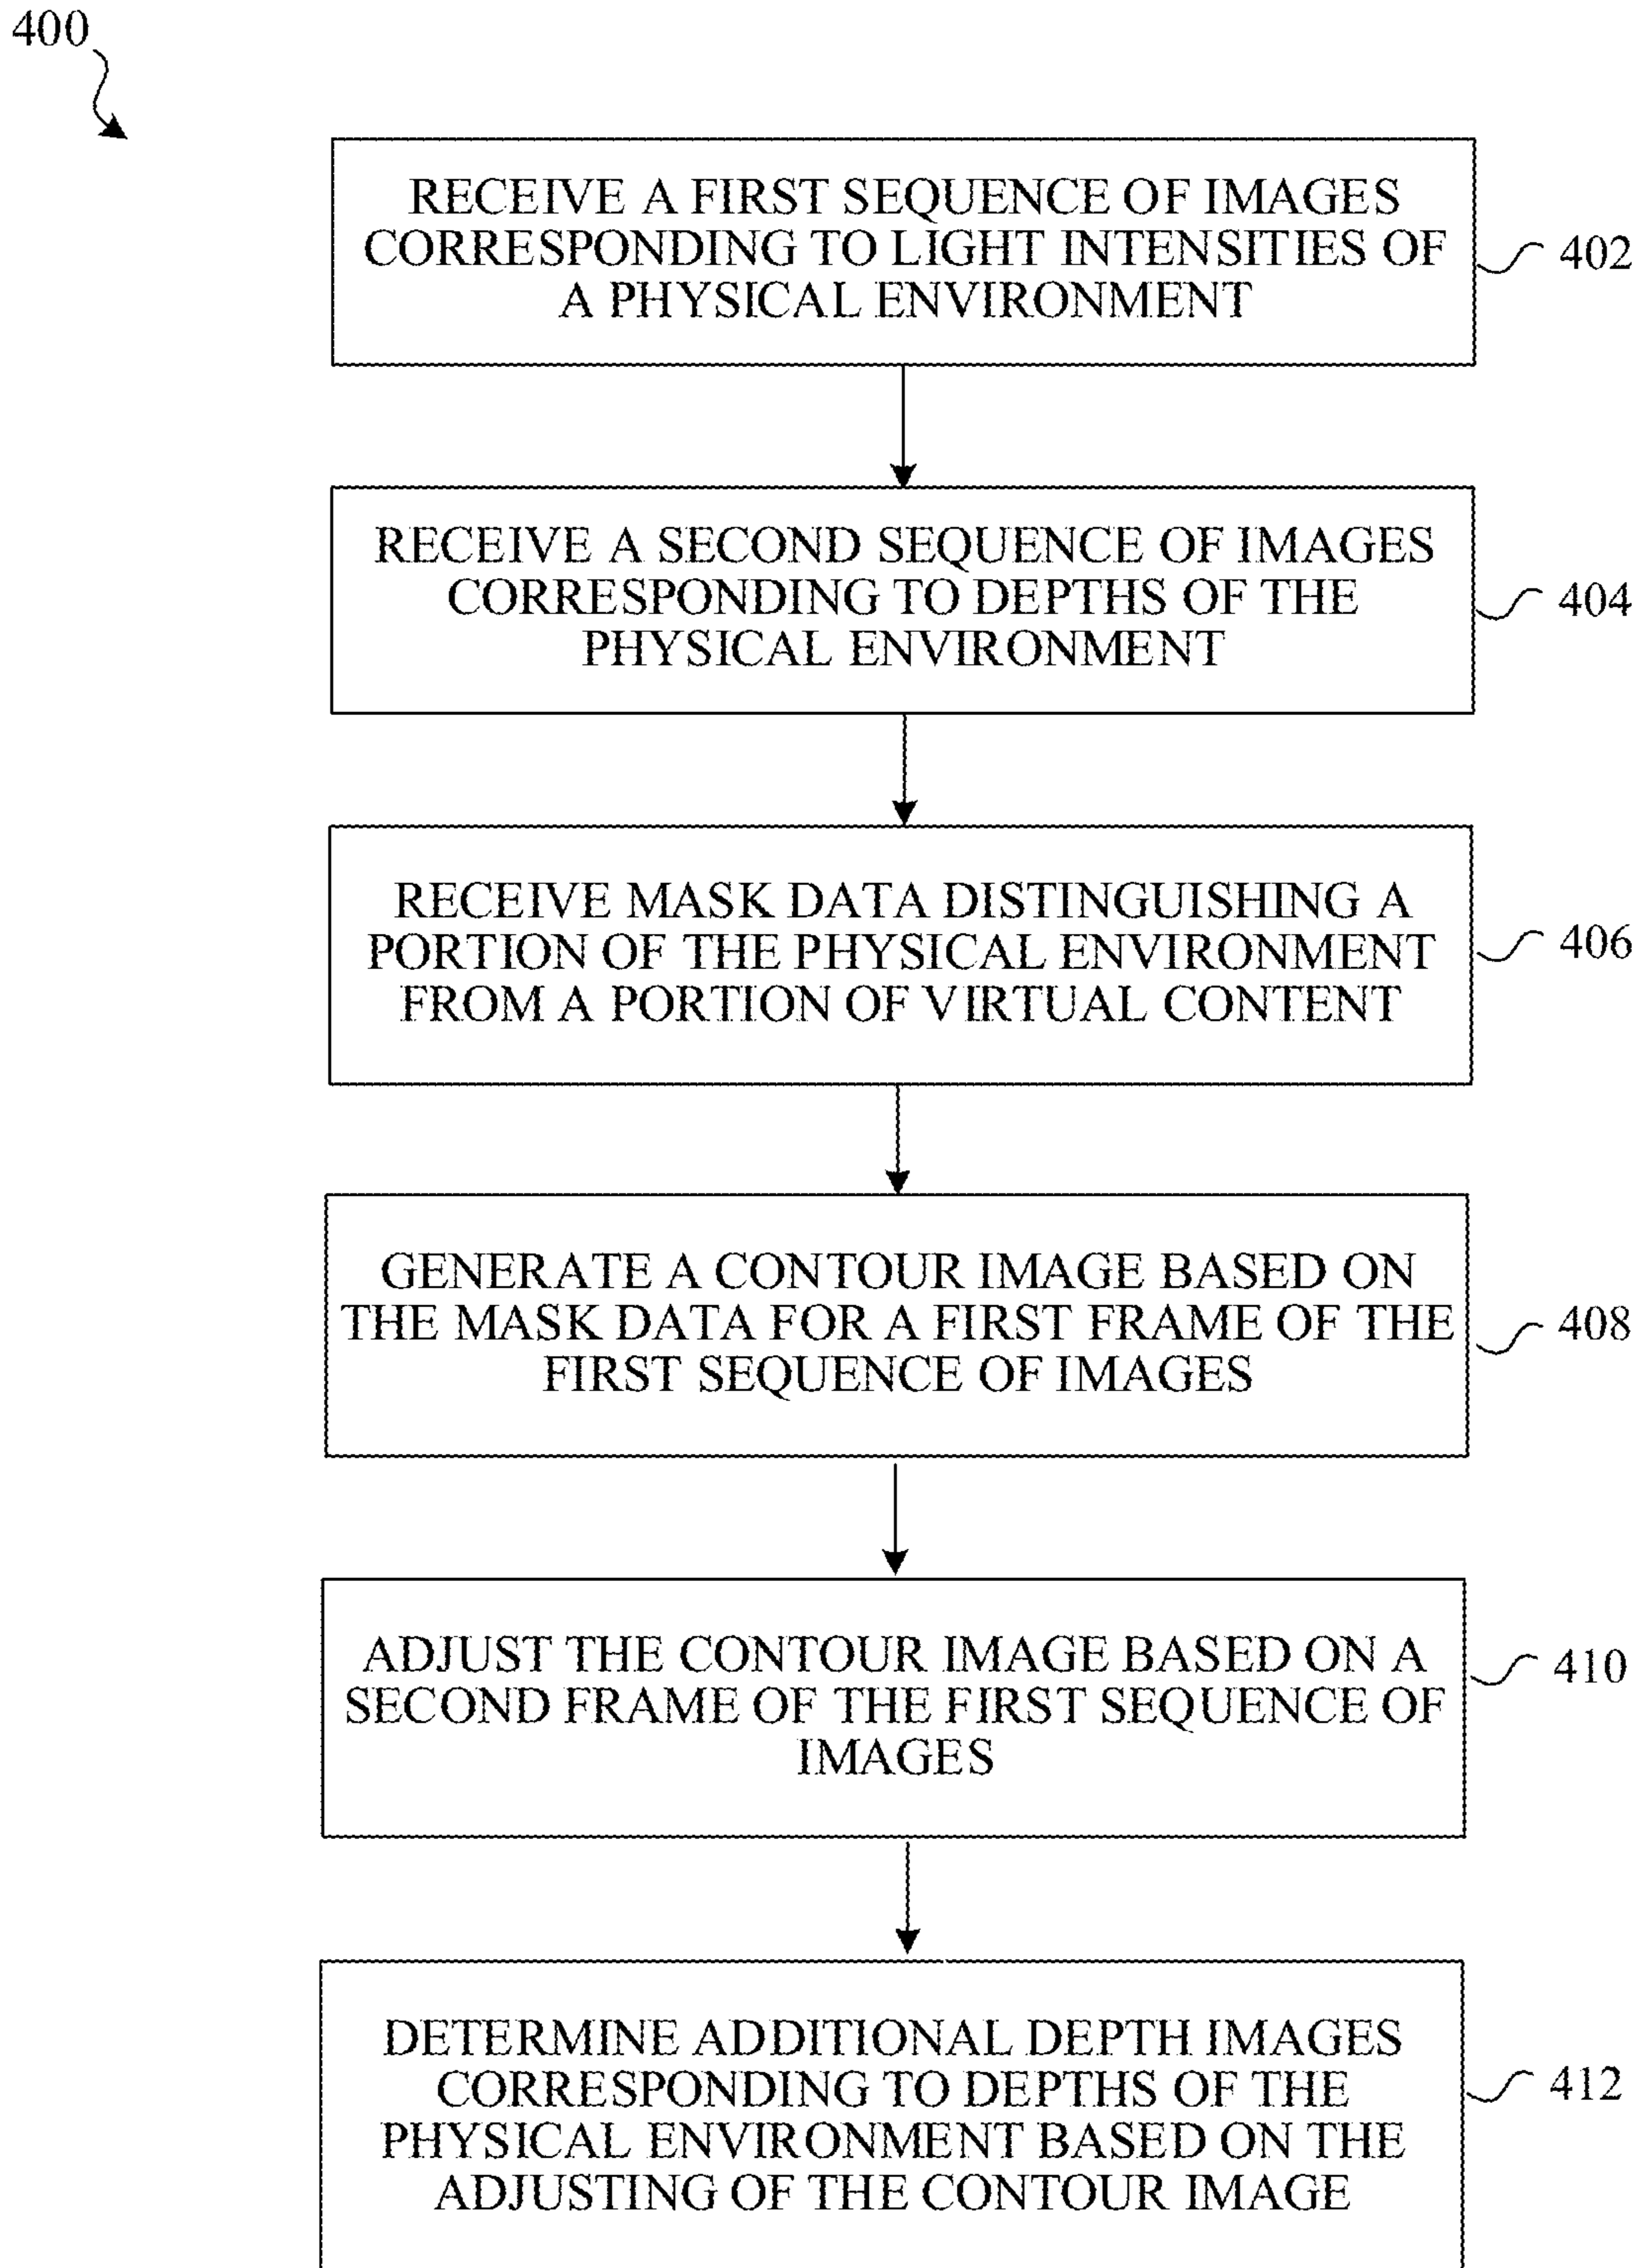 400
RECEIVE A FIRST SEQUENCE OF IMAGES
CORRESPONDING TO LIGHT INTENSITIES OF
A PHYSICAL ENVIRONMENT
402
RECEIVE A SECOND SEQUENCE OF IMAGES
CORRESPONDING TO DEPTHS OF THE
PHYSICAL ENVIRONMENT
404
RECEIVE MASK DATA DISTINGUISHING A
PORTION OF THE PHYSICAL ENVIRONMENT
FROM A PORTION OF VIRTUAL CONTENT
406
GENERATE A CONTOUR IMAGE BASED ON
THE MASK DATA FOR A FIRST FRAME OF THE
FIRST SEQUENCE OF IMAGES
408
ADJUST THE CONTOUR IMAGE BASED ON A
SECOND FRAME OF THE FIRST SEQUENCE OF
IMAGES
410
DETERMINE ADDITIONAL DEPTH IMAGES
CORRESPONDING TO DEPTHS OF THE
PHYSICAL ENVIRONMENT BASED ON THE
ADJUSTING OF THE CONTOUR IMAGE
412